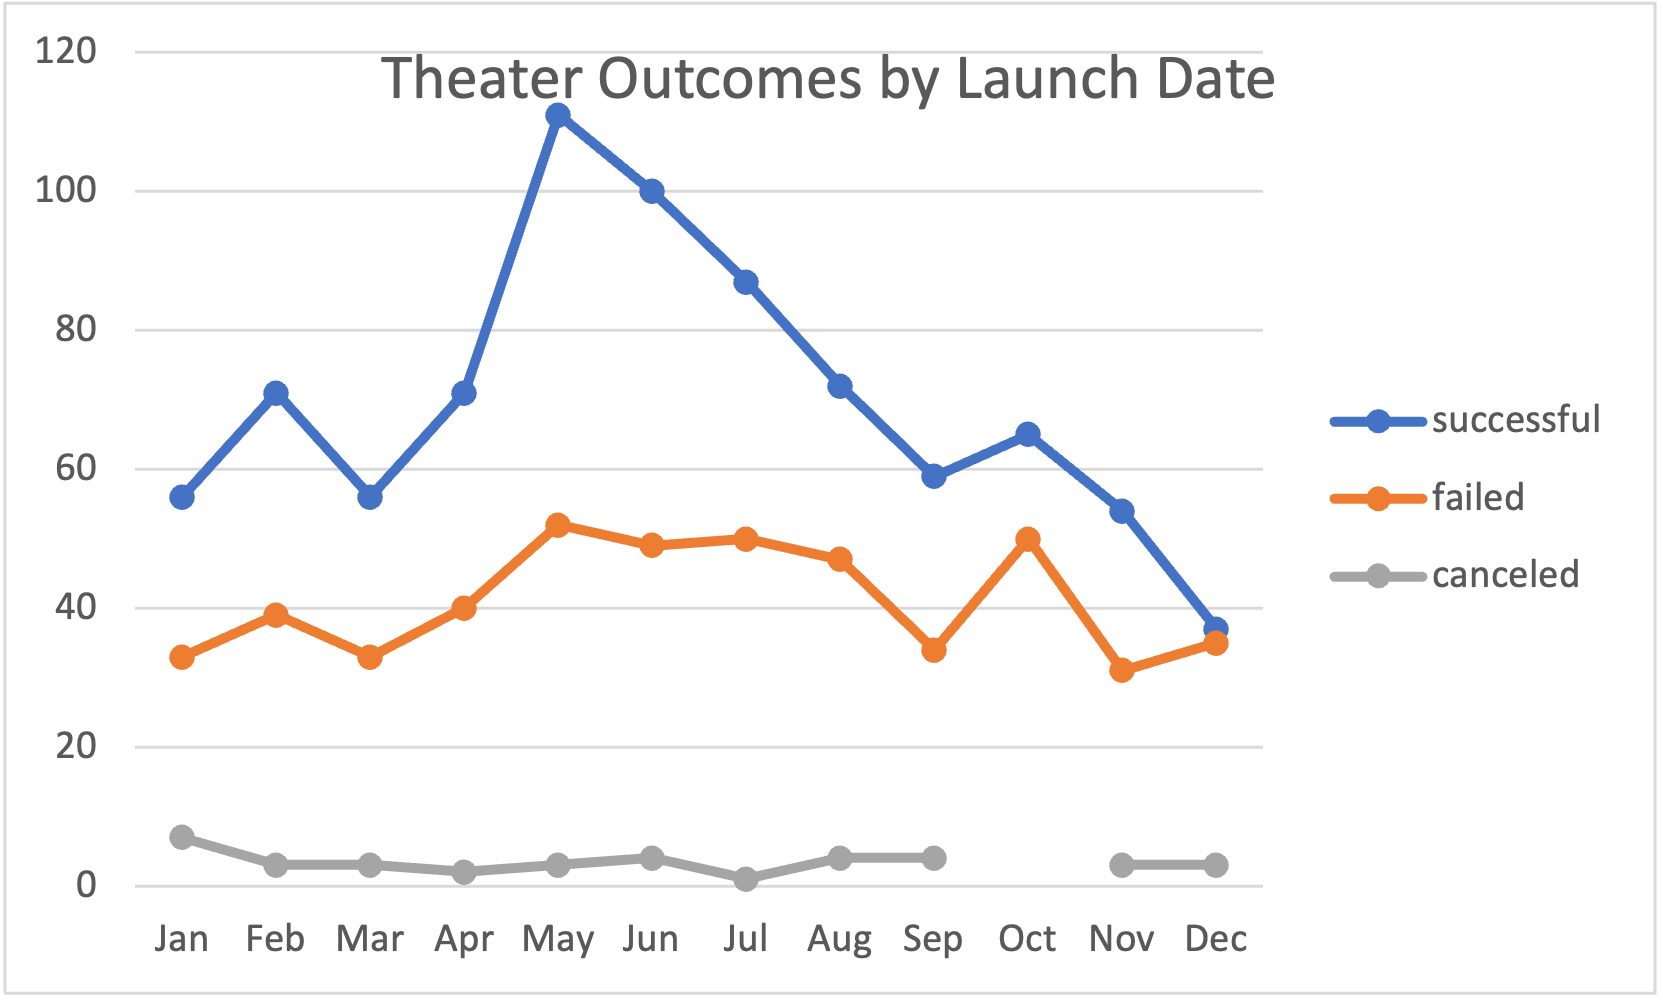 Theater Outcomes by Launch Date
120
100
80
60
40
20
0
Jan Feb Mar Apr May Jun Jul Aug Sep Oct Nov Dec
successful
failed
canceled